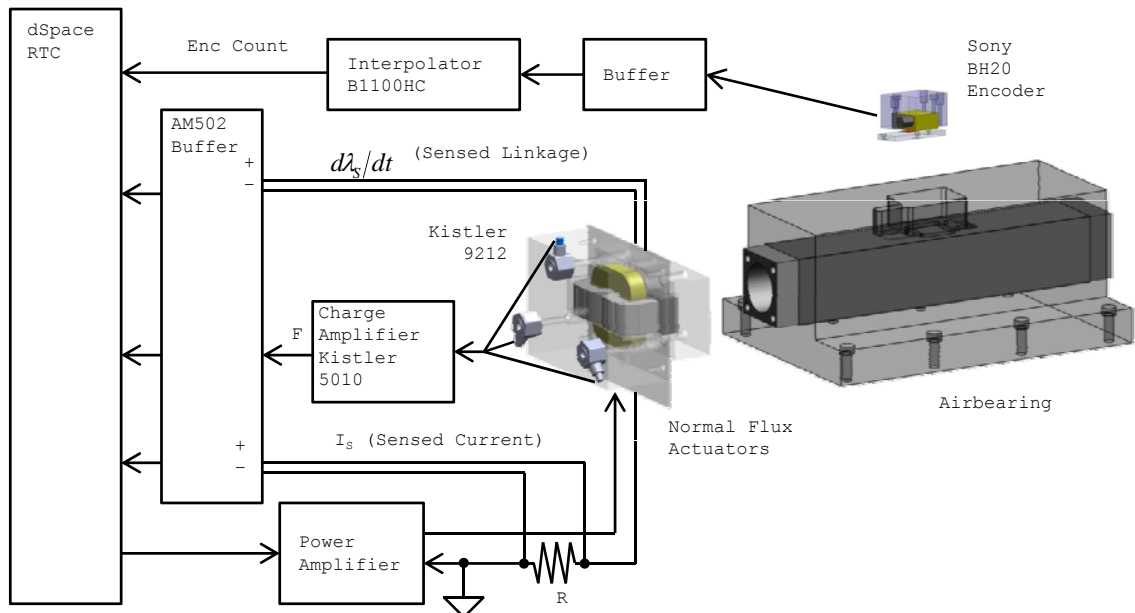 dSpace
RTC
Enc Count
Interpolator
B1100HC
Buffer
Sony
BH20
Encoder
AM502
Buffer
+
−
dλs/dt (Sensed Linkage)
Kistler
9212
F
Charge
Amplifier
Kistler
5010
Airbearing
Normal Flux
Actuators
+
−
IS (Sensed Current)
Power
Amplifier
R